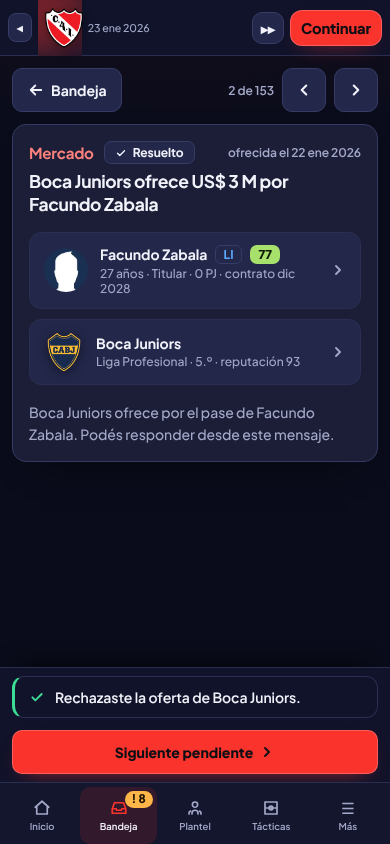 C.A.I.
23 ene 2026
Continuar
Bandeja
2 de 153
Mercado
Resuelto
ofrecida el 22 ene 2026
Boca Juniors ofrece US$ 3 M por
Facundo Zabala
Facundo Zabala LI 77
27 años · Titular · 0 PJ · contrato dic
2028
CABJ
Boca Juniors
Liga Profesional · 5.º · reputación 93
Boca Juniors ofrece por el pase de Facundo
Zabala. Podés responder desde este mensaje.
Rechazaste la oferta de Boca Juniors.
Siguiente pendiente
! 8
Inicio
Bandeja
Plantel
Tácticas
Más